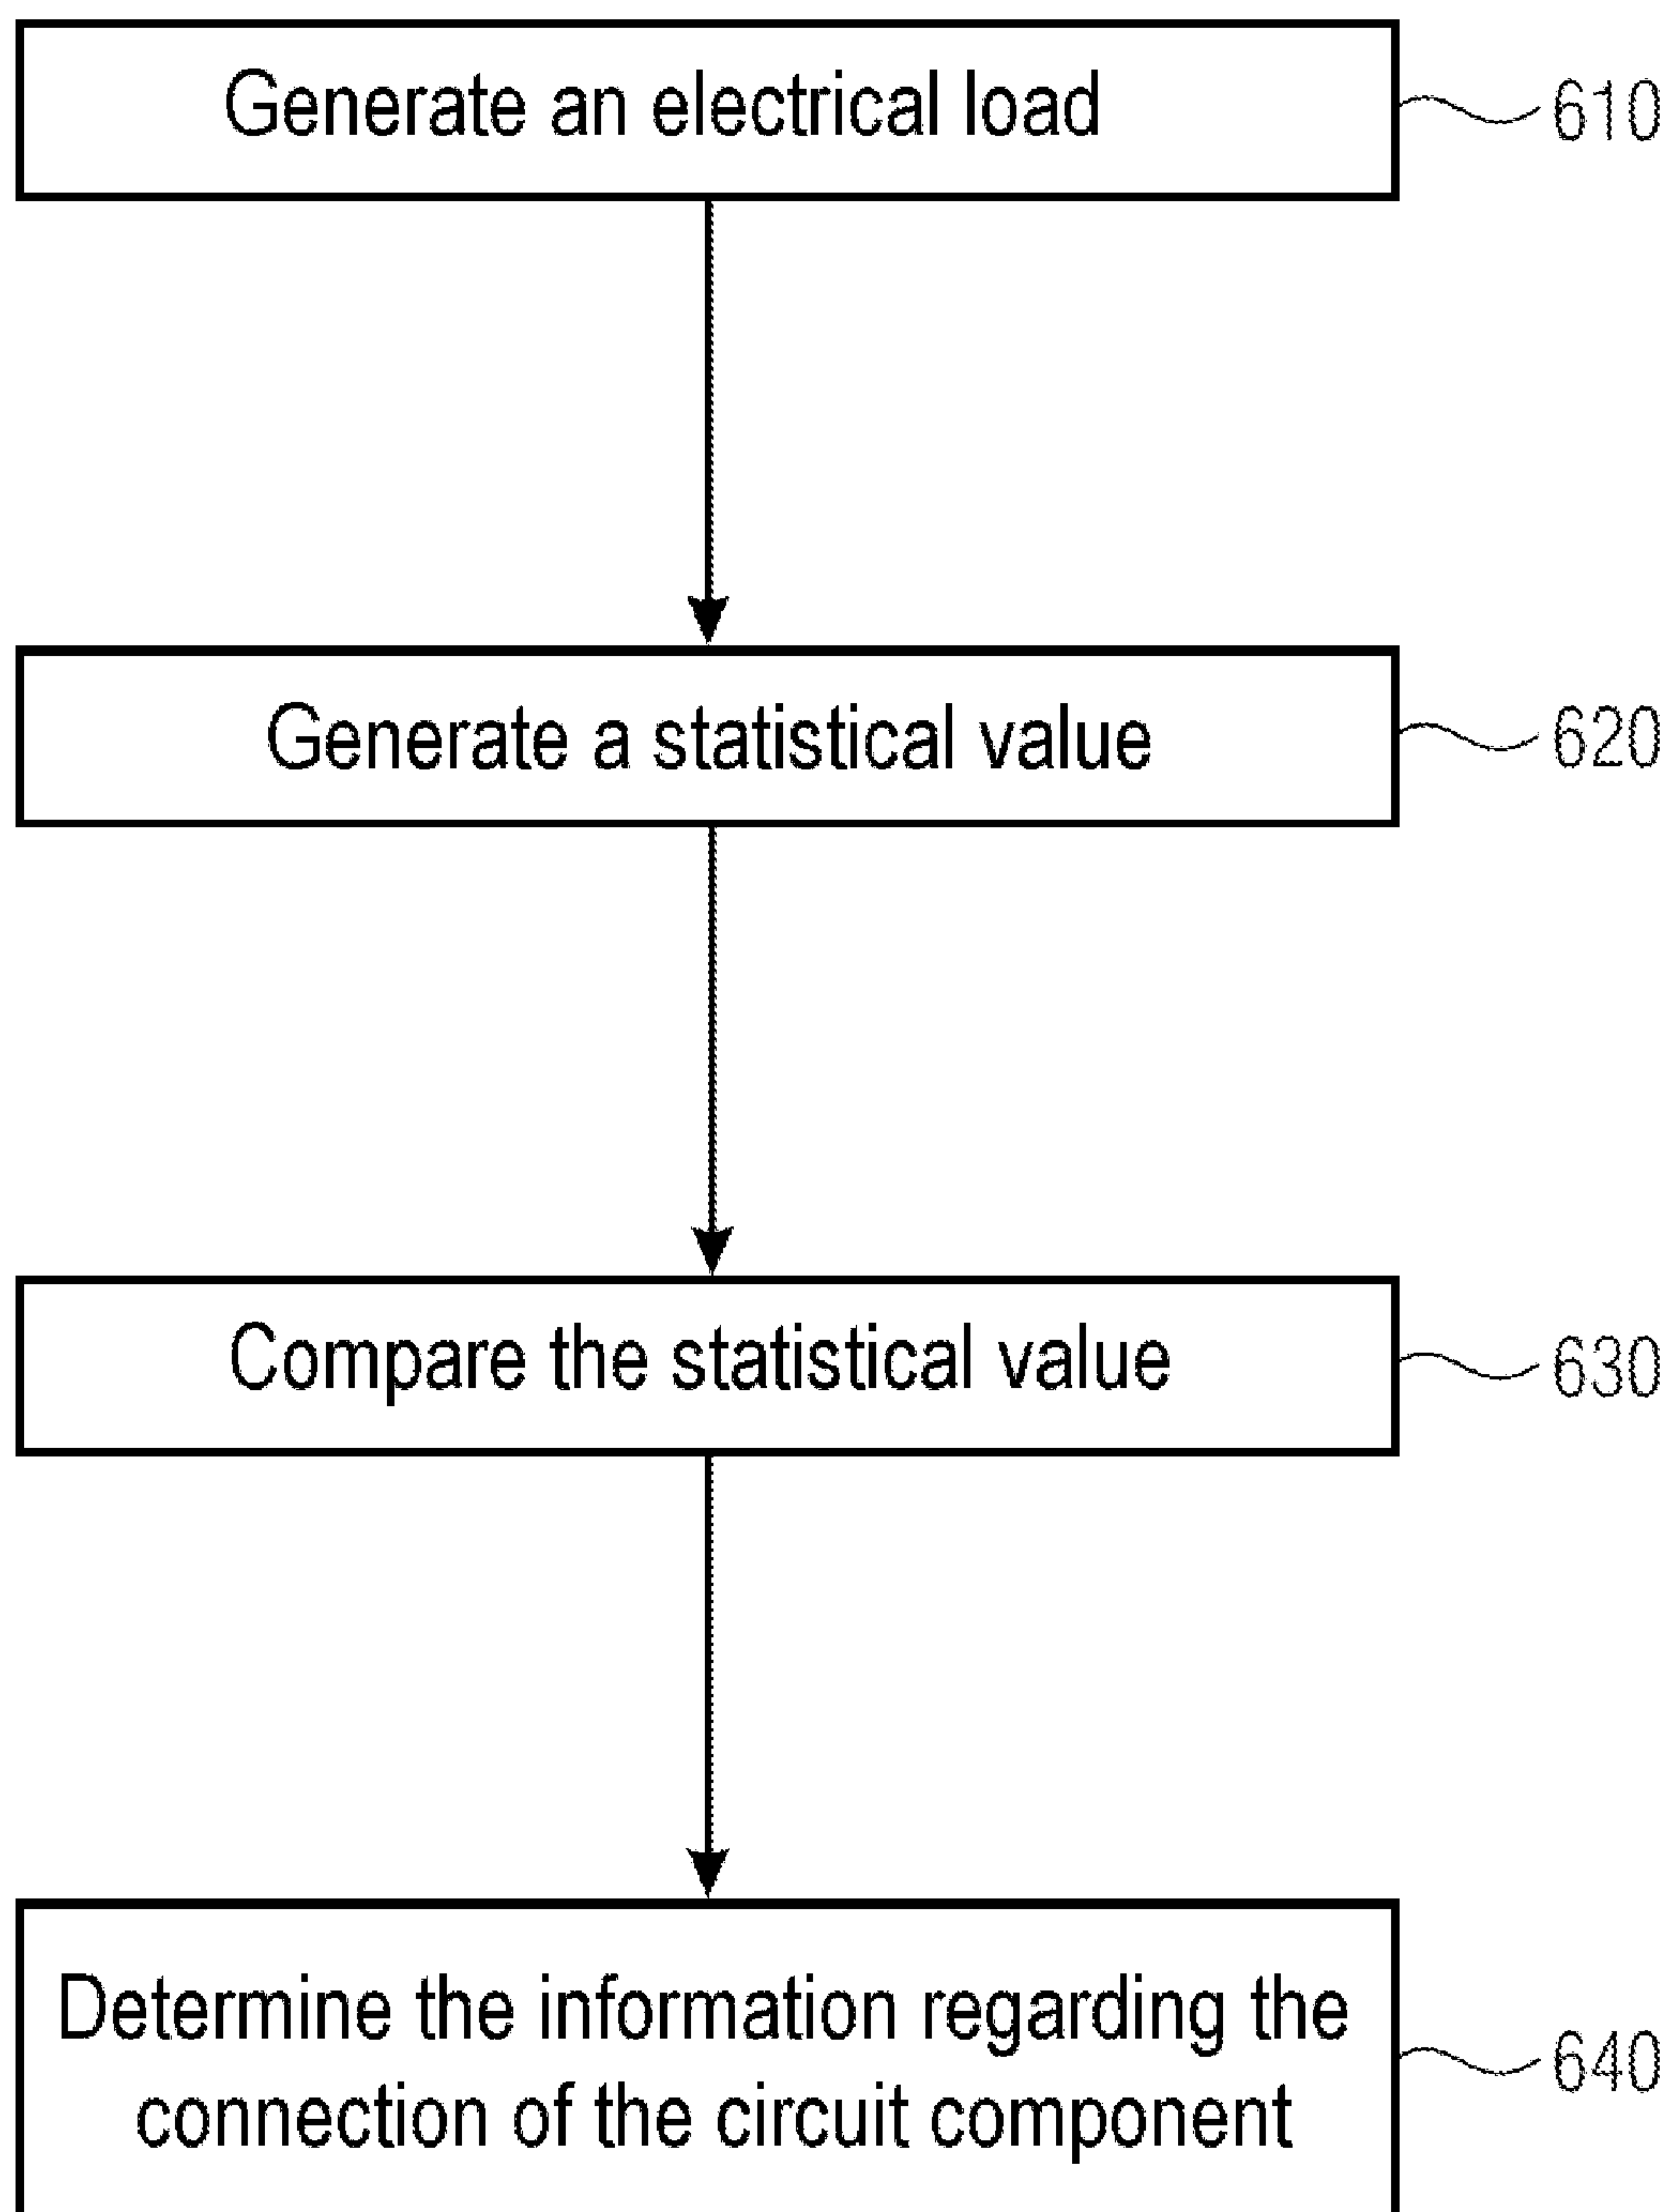 Generate an electrical load
610
Generate a statistical value
620
Compare the statistical value
630
Determine the information regarding the
connection of the circuit component
640